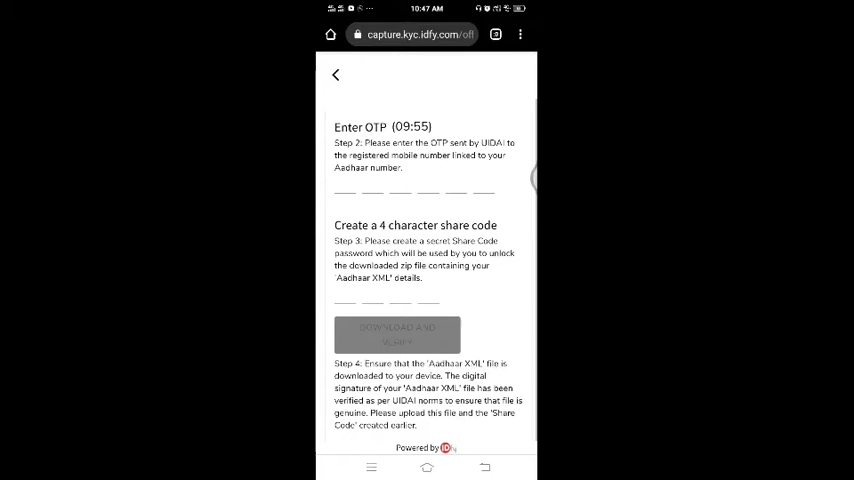 10:47 AM
capture.kyc.idfy.com/off
Enter OTP (09:55)
Step 2: Please enter the OTP sent by UIDAI to
the registered mobile number linked to your
Aadhaar number.
Create a 4 character share code
Step 3: Please create a secret Share Code
password which will be used by you to unlock
the downloaded zip file containing your
'Aadhaar XML' details.
DOWNLOAD AND
VERIFY
Step 4: Ensure that the 'Aadhaar XML' file is
downloaded to your device. The digital
signature of your 'Aadhaar XML' file has been
verified as per UIDAI norms to ensure that file is
genuine. Please upload this file and the 'Share
Code' created earlier.
Powered by IDfy